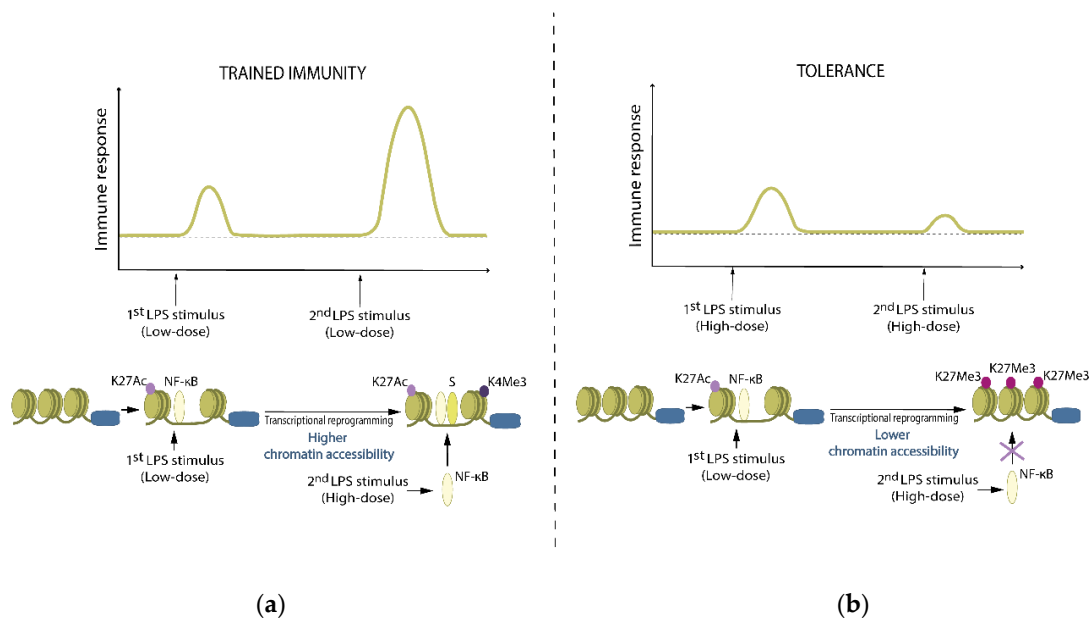 TRAINED IMMUNITY
Immune response
1st LPS stimulus
(Low-dose)
2nd LPS stimulus
(Low-dose)
K27Ac
NF-κB
1st LPS stimulus
(Low-dose)
Transcriptional reprogramming
Higher
chromatin accessibility
K27Ac
S
K4Me3
2nd LPS stimulus
(High-dose)
NF-κB
(a)
TOLERANCE
Immune response
1st LPS stimulus
(High-dose)
2nd LPS stimulus
(High-dose)
K27Ac
NF-κB
1st LPS stimulus
(Low-dose)
Transcriptional reprogramming
Lower
chromatin accessibility
K27Me3
K27Me3
K27Me3
2nd LPS stimulus
(High-dose)
NF-κB
(b)